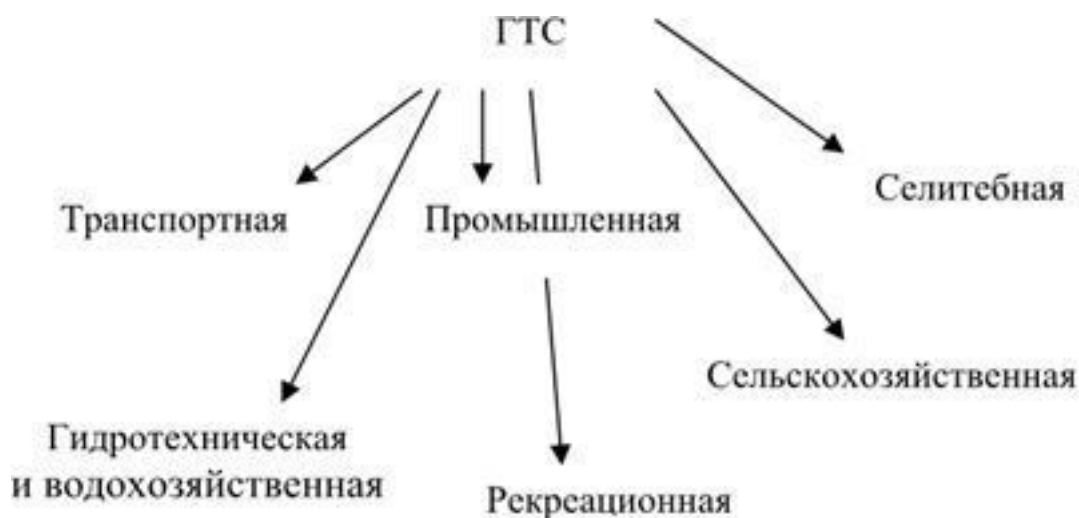 ГТС
Селитебная
Транспортная
Промышленная
Сельскохозяйственная
Гидротехническая
и водохозяйственная
Рекреационная